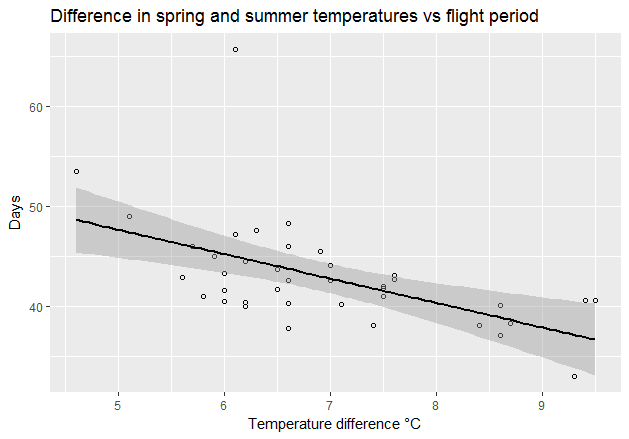 Difference in spring and summer temperatures vs flight period
60
50
40
Days
5 6 7 8 9
Temperature difference °C